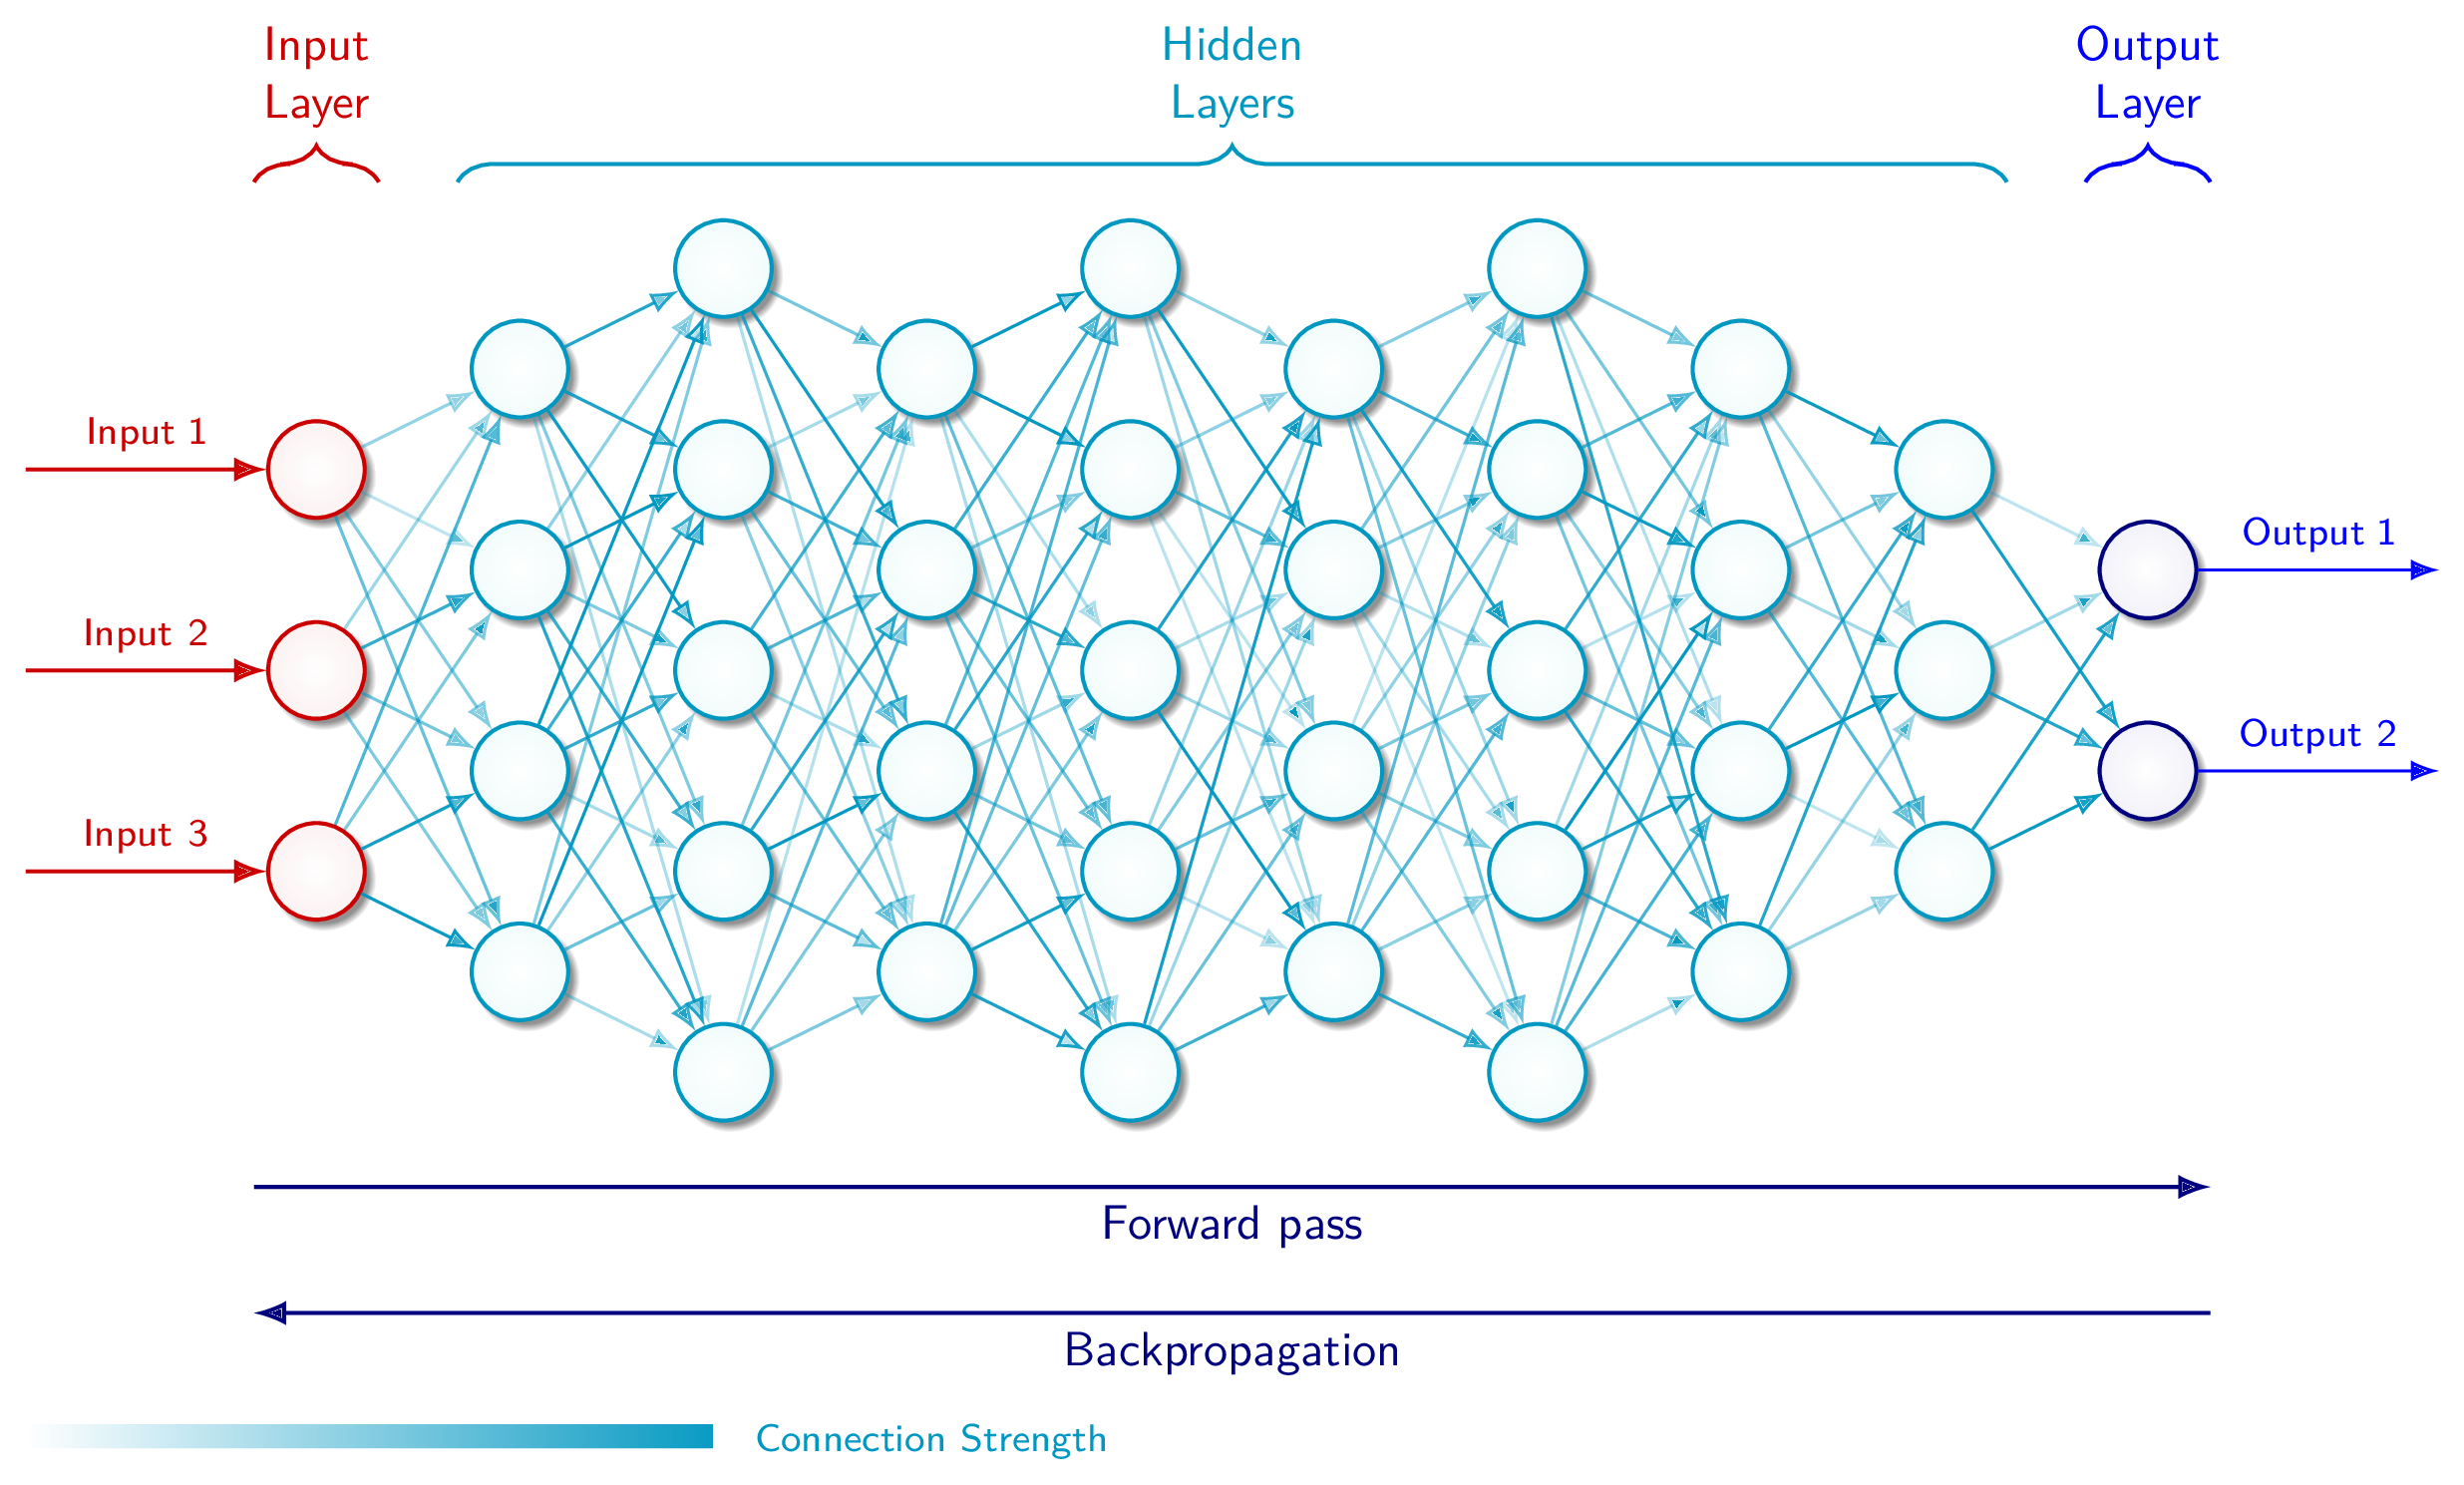 Input
Layer
Hidden
Layers
Output
Layer
Input 1
Input 2
Input 3
Output 1
Output 2
Forward pass
Backpropagation
Connection Strength